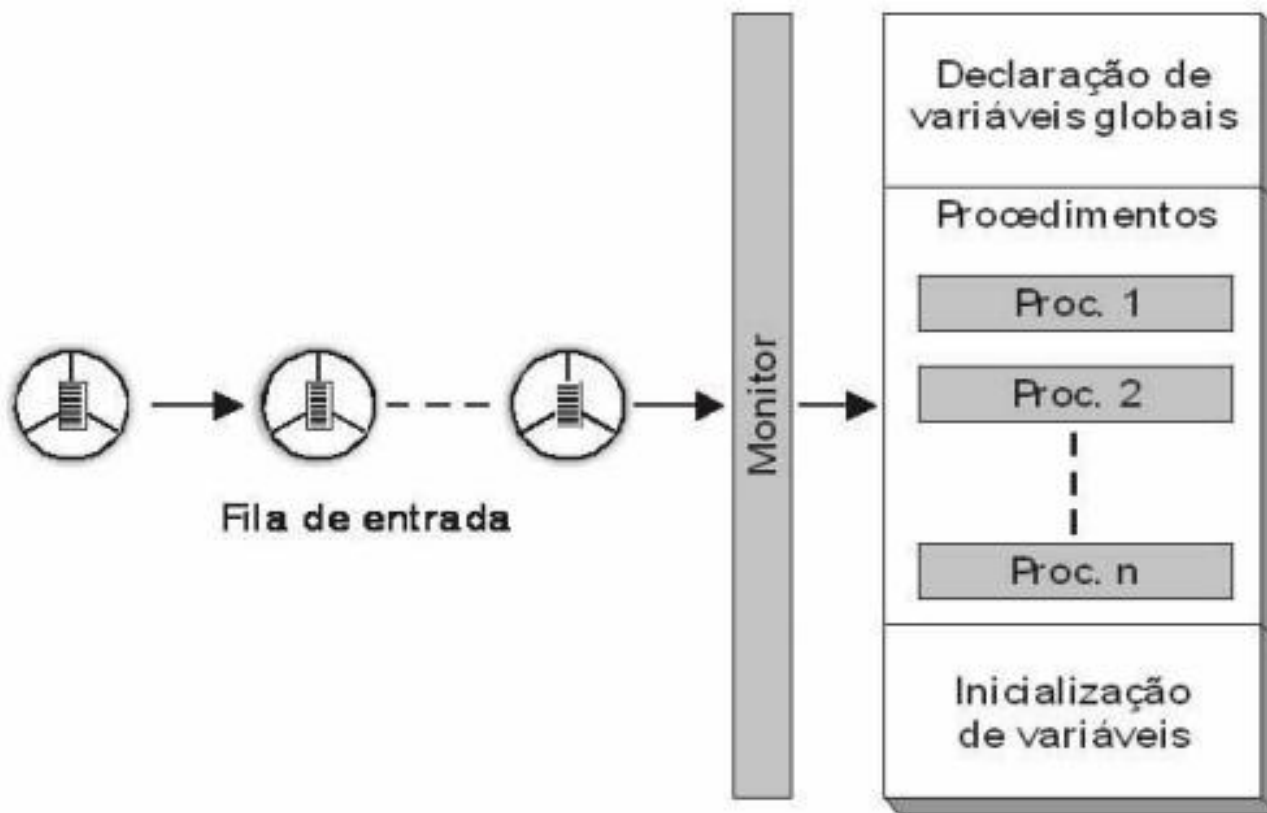 Declaração de
variáveis globais
Procedimentos
Proc. 1
Proc. 2
Proc. n
Inicialização
de variáveis
Monitor
Fila de entrada